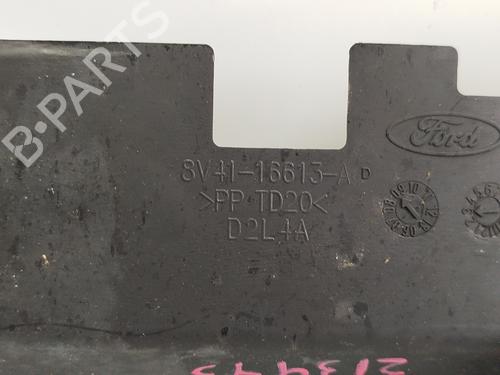 B-PARTS
Ford
8V41-16613-A D
>PP-TD20<
D2L4A